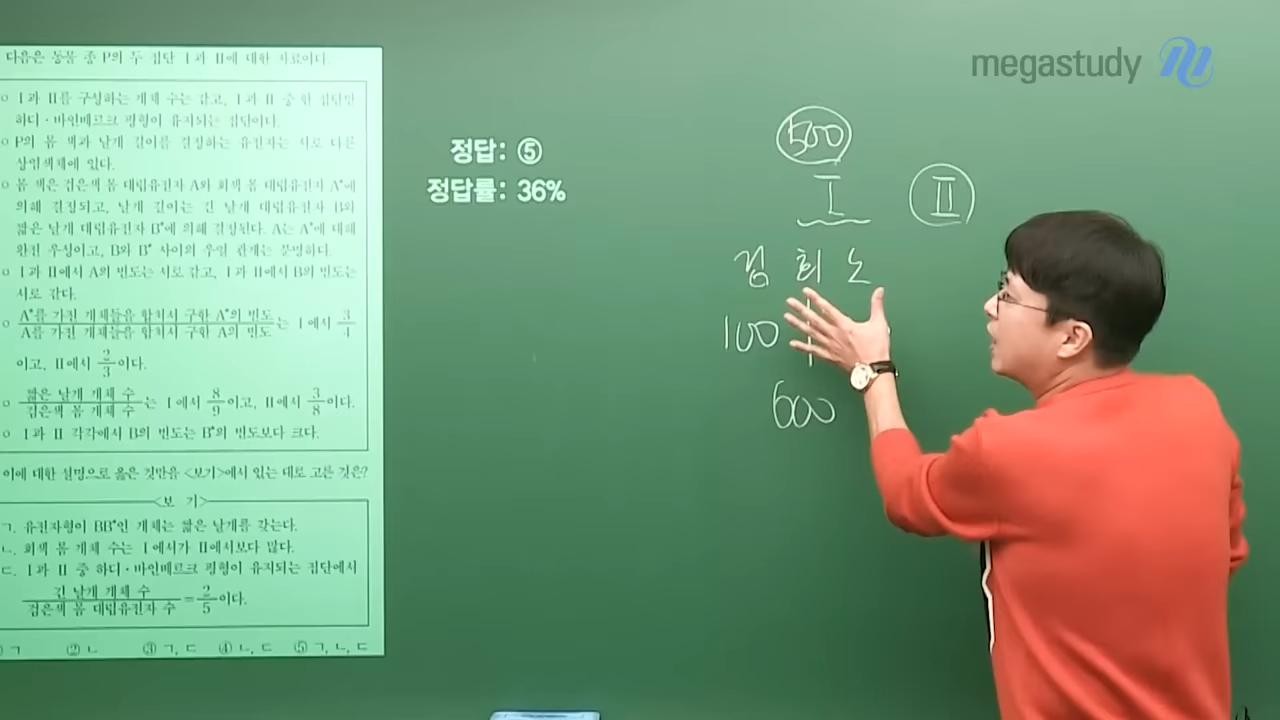 다음은 동물 종 P의 두 집단 Ⅰ과 Ⅱ에 대한 자료이다.
○ Ⅰ과 Ⅱ를 구성하는 개체 수는 같고, Ⅰ과 Ⅱ 중 한 집단만
하디·바인베르크 평형이 유지되는 집단이다.
○ P의 몸 색과 날개 길이를 결정하는 유전자는 서로 다른
상염색체에 있다.
○ 몸 색은 검은색 몸 대립유전자 A와 회색 몸 대립유전자 A*에
의해 결정되고, 날개 길이는 긴 날개 대립유전자 B와
짧은 날개 대립유전자 B*에 의해 결정된다. A는 A*에 대해
완전 우성이고, B와 B* 사이의 우열 관계는 분명하다.
○ Ⅰ과 Ⅱ에서 A의 빈도는 서로 같고, Ⅰ과 Ⅱ에서 B의 빈도는
서로 같다.
○ A*를 가진 개체들을 합쳐서 구한 A*의 빈도 / A를 가진 개체들을 합쳐서 구한 A의 빈도 는 Ⅰ에서 3/4
이고, Ⅱ에서 2/3이다.
○ 짧은 날개 개체 수 / 검은색 몸 개체 수 는 Ⅰ에서 8/9이고, Ⅱ에서 3/8이다.
○ Ⅰ과 Ⅱ 각각에서 B의 빈도는 B*의 빈도보다 크다.
이에 대한 설명으로 옳은 것만을 <보기>에서 있는 대로 고른 것은?
<보 기>
ㄱ. 유전자형이 BB*인 개체는 짧은 날개를 갖는다.
ㄴ. 회색 몸 개체 수는 Ⅰ에서가 Ⅱ에서보다 많다.
ㄷ. Ⅰ과 Ⅱ 중 하디·바인베르크 평형이 유지되는 집단에서
긴 날개 개체 수 / 검은색 몸 대립유전자 수 = 2/5이다.
① ㄱ ② ㄴ ③ ㄱ, ㄷ ④ ㄴ, ㄷ ⑤ ㄱ, ㄴ, ㄷ
정답: ⑤
정답률: 36%
megastudy
500
Ⅰ Ⅱ
검 회 노
100
600